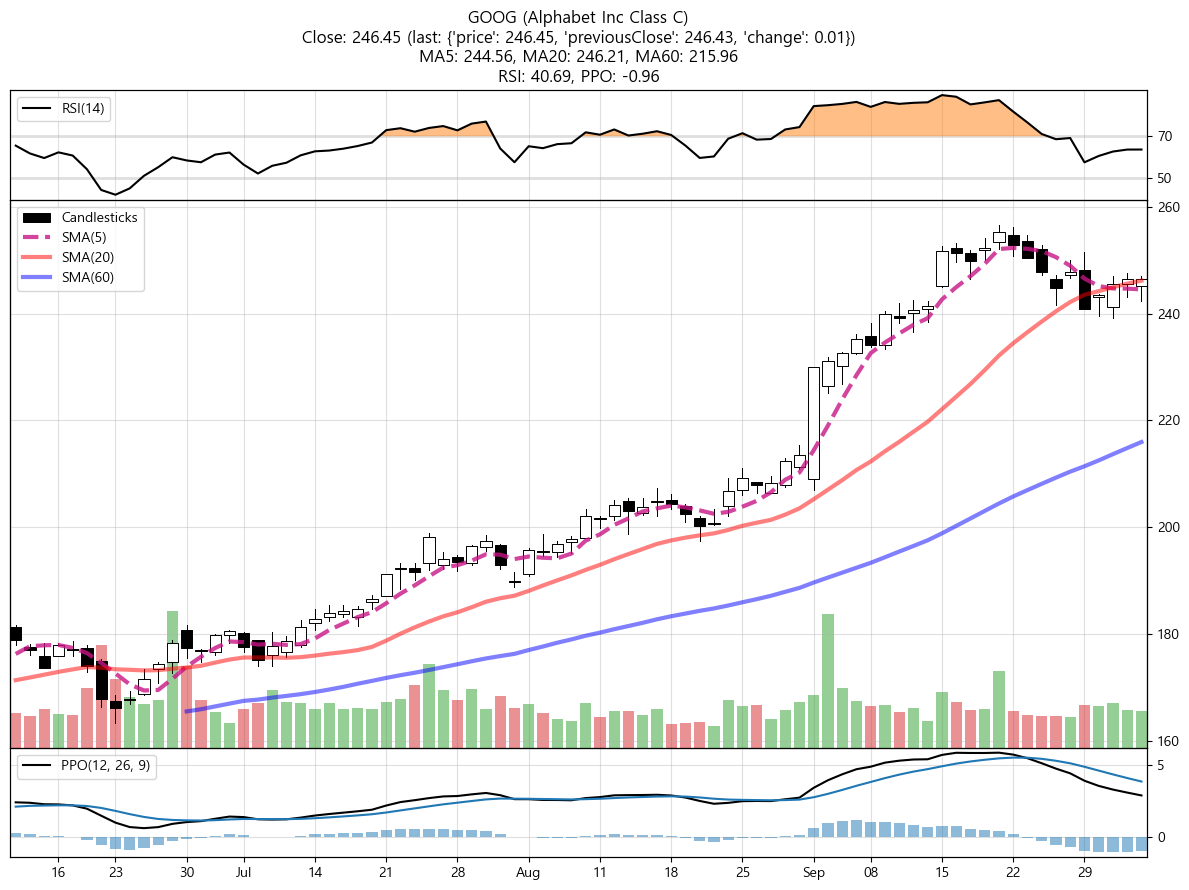 GOOG (Alphabet Inc Class C)
Close: 246.45 (last: {'price': 246.45, 'previousClose': 246.43, 'change': 0.01})
MA5: 244.56, MA20: 246.21, MA60: 215.96
RSI: 40.69, PPO: -0.96
RSI(14)
70
50
Candlesticks
SMA(5)
SMA(20)
SMA(60)
260
240
220
200
180
160
PPO(12, 26, 9)
5
0
16 23 30 Jul 14 21 28 Aug 11 18 25 Sep 08 15 22 29